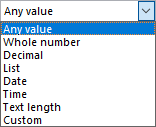 Any value
Any value
Whole number
Decimal
List
Date
Time
Text length
Custom